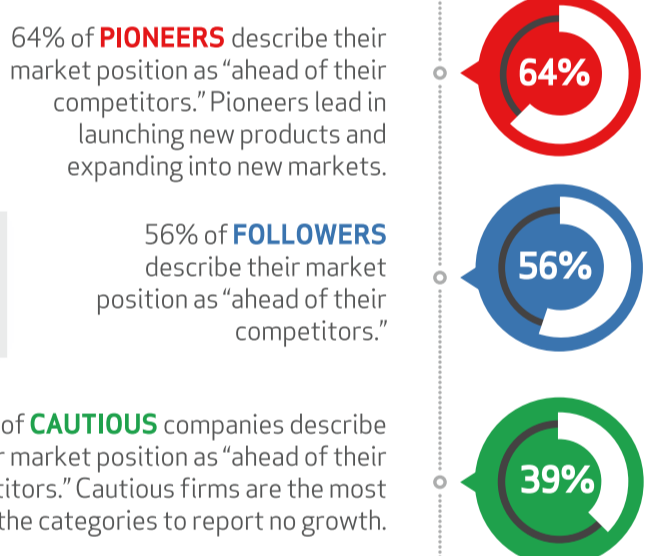 64% of PIONEERS describe their
market position as “ahead of their
competitors.” Pioneers lead in
launching new products and
expanding into new markets.
64%
56% of FOLLOWERS
describe their market
position as “ahead of their
competitors.”
56%
of CAUTIOUS companies describe
market position as “ahead of their
Cautious firms are the most
the categories to report no growth.
39%